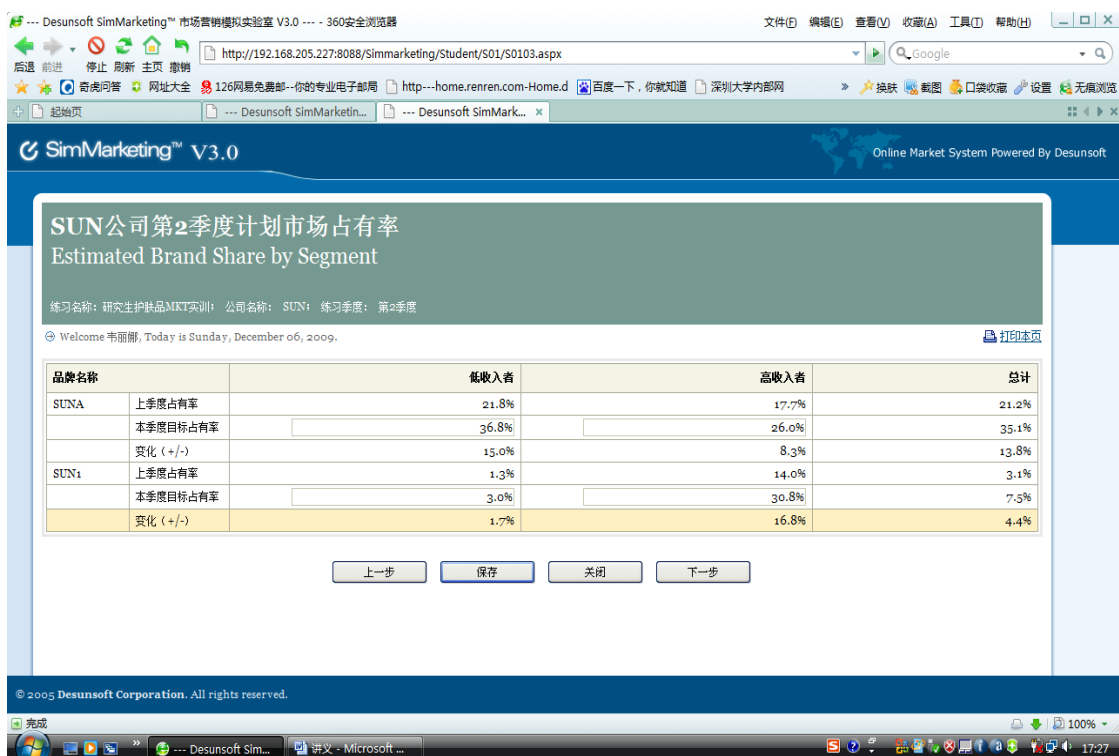 --- Desunsoft SimMarketing™ 市场营销模拟实验室 V3.0 --- - 360安全浏览器
文件(F) 编辑(E) 查看(V) 收藏(A) 工具(T) 帮助(H)
后退 前进 停止 刷新 主页 撤销
http://192.168.205.227:8088/Simmarketing/Student/S01/S0103.aspx
Google
奇虎问答 网址大全 126网易免费邮--你的专业电子邮局 http---home.renren.com-Home.d 百度一下，你就知道 深圳大学内部网 » 换肤 截图 口袋收藏 设置 无痕浏览
起始页 --- Desunsoft SimMarketin... --- Desunsoft SimMark... ×
SimMarketing™ V3.0
Online Market System Powered By Desunsoft
SUN公司第2季度计划市场占有率
Estimated Brand Share by Segment
练习名称：研究生护肤品MKT实训； 公司名称： SUN； 练习季度： 第2季度
Welcome 韦丽娜, Today is Sunday, December 06, 2009.
打印本页
品牌名称 低收入者 高收入者 总计
SUNA 上季度占有率 21.8% 17.7% 21.2%
本季度目标占有率 36.8% 26.0% 35.1%
变化（+/-） 15.0% 8.3% 13.8%
SUN1 上季度占有率 1.3% 14.0% 3.1%
本季度目标占有率 3.0% 30.8% 7.5%
变化（+/-） 1.7% 16.8% 4.4%
上一步 保存 关闭 下一步
© 2005 Desunsoft Corporation. All rights reserved.
完成
100%
» --- Desunsoft Sim... 讲义 - Microsoft ...
17:27